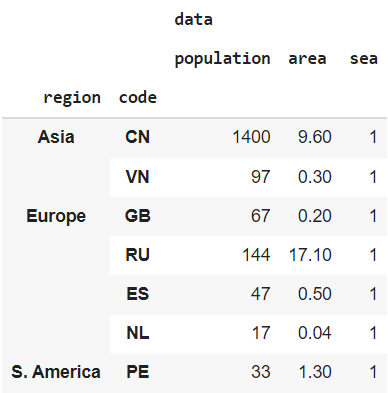 data
population area sea
region code
Asia CN 1400 9.60 1
VN 97 0.30 1
Europe GB 67 0.20 1
RU 144 17.10 1
ES 47 0.50 1
NL 17 0.04 1
S. America PE 33 1.30 1